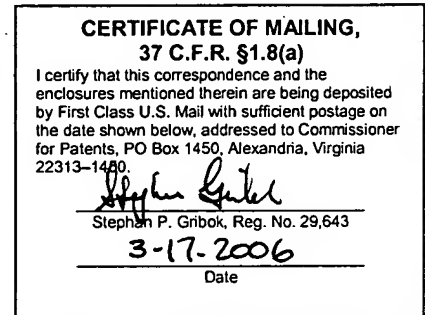 CERTIFICATE OF MAILING,
37 C.F.R. §1.8(a)
I certify that this correspondence and the
enclosures mentioned therein are being deposited
by First Class U.S. Mail with sufficient postage on
the date shown below, addressed to Commissioner
for Patents, PO Box 1450, Alexandria, Virginia
22313–1450.
Stephan P. Gribok, Reg. No. 29,643
3-17-2006
Date